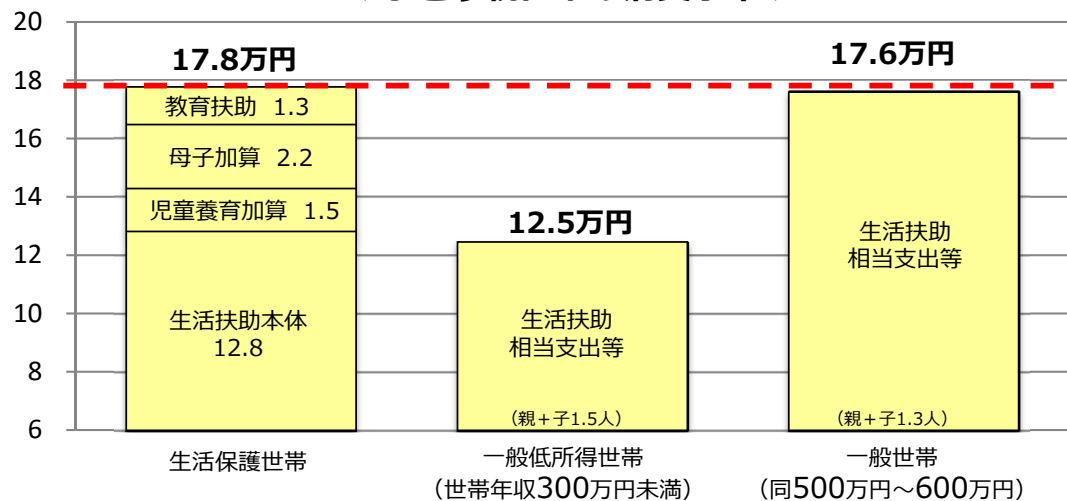 20
18
16
14
12
10
8
6
17.8万円
教育扶助 1.3
母子加算 2.2
児童養育加算 1.5
生活扶助本体
12.8
生活保護世帯
12.5万円
生活扶助
相当支出等
（親＋子1.5人）
一般低所得世帯
（世帯年収300万円未満）
17.6万円
生活扶助
相当支出等
（親＋子1.3人）
一般世帯
（同500万円～600万円）